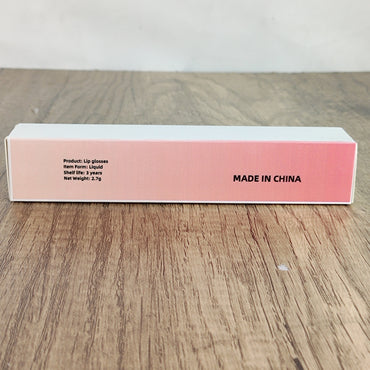 Product: Lip glosses
Item Form: Liquid
Shelf life: 3 years
Net Weight: 2.7g
MADE IN CHINA